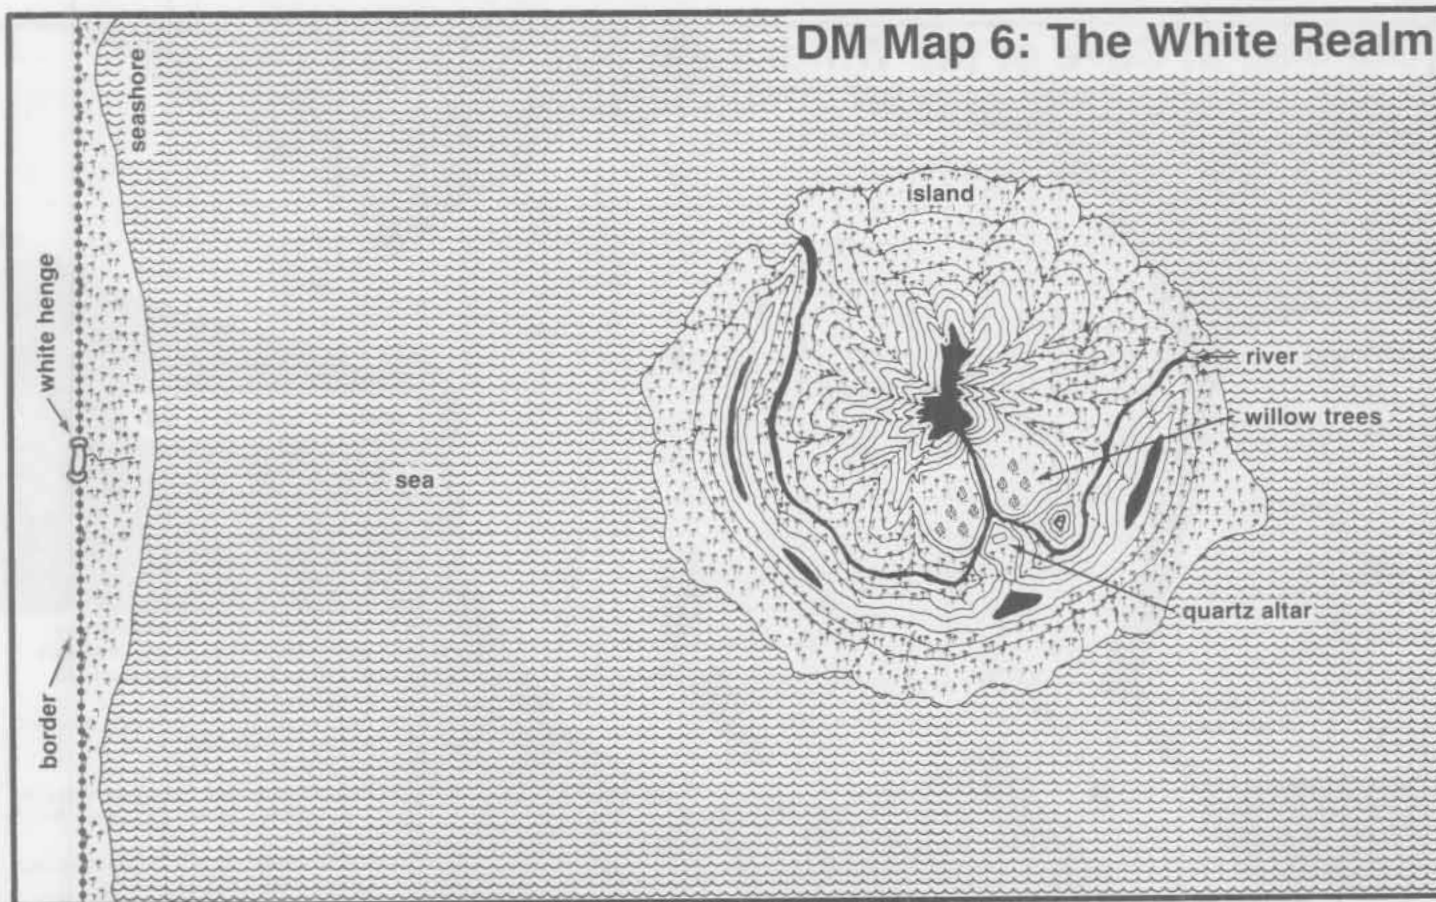 DM Map 6: The White Realm
seashore
island
white henge
river
willow trees
sea
quartz altar
border